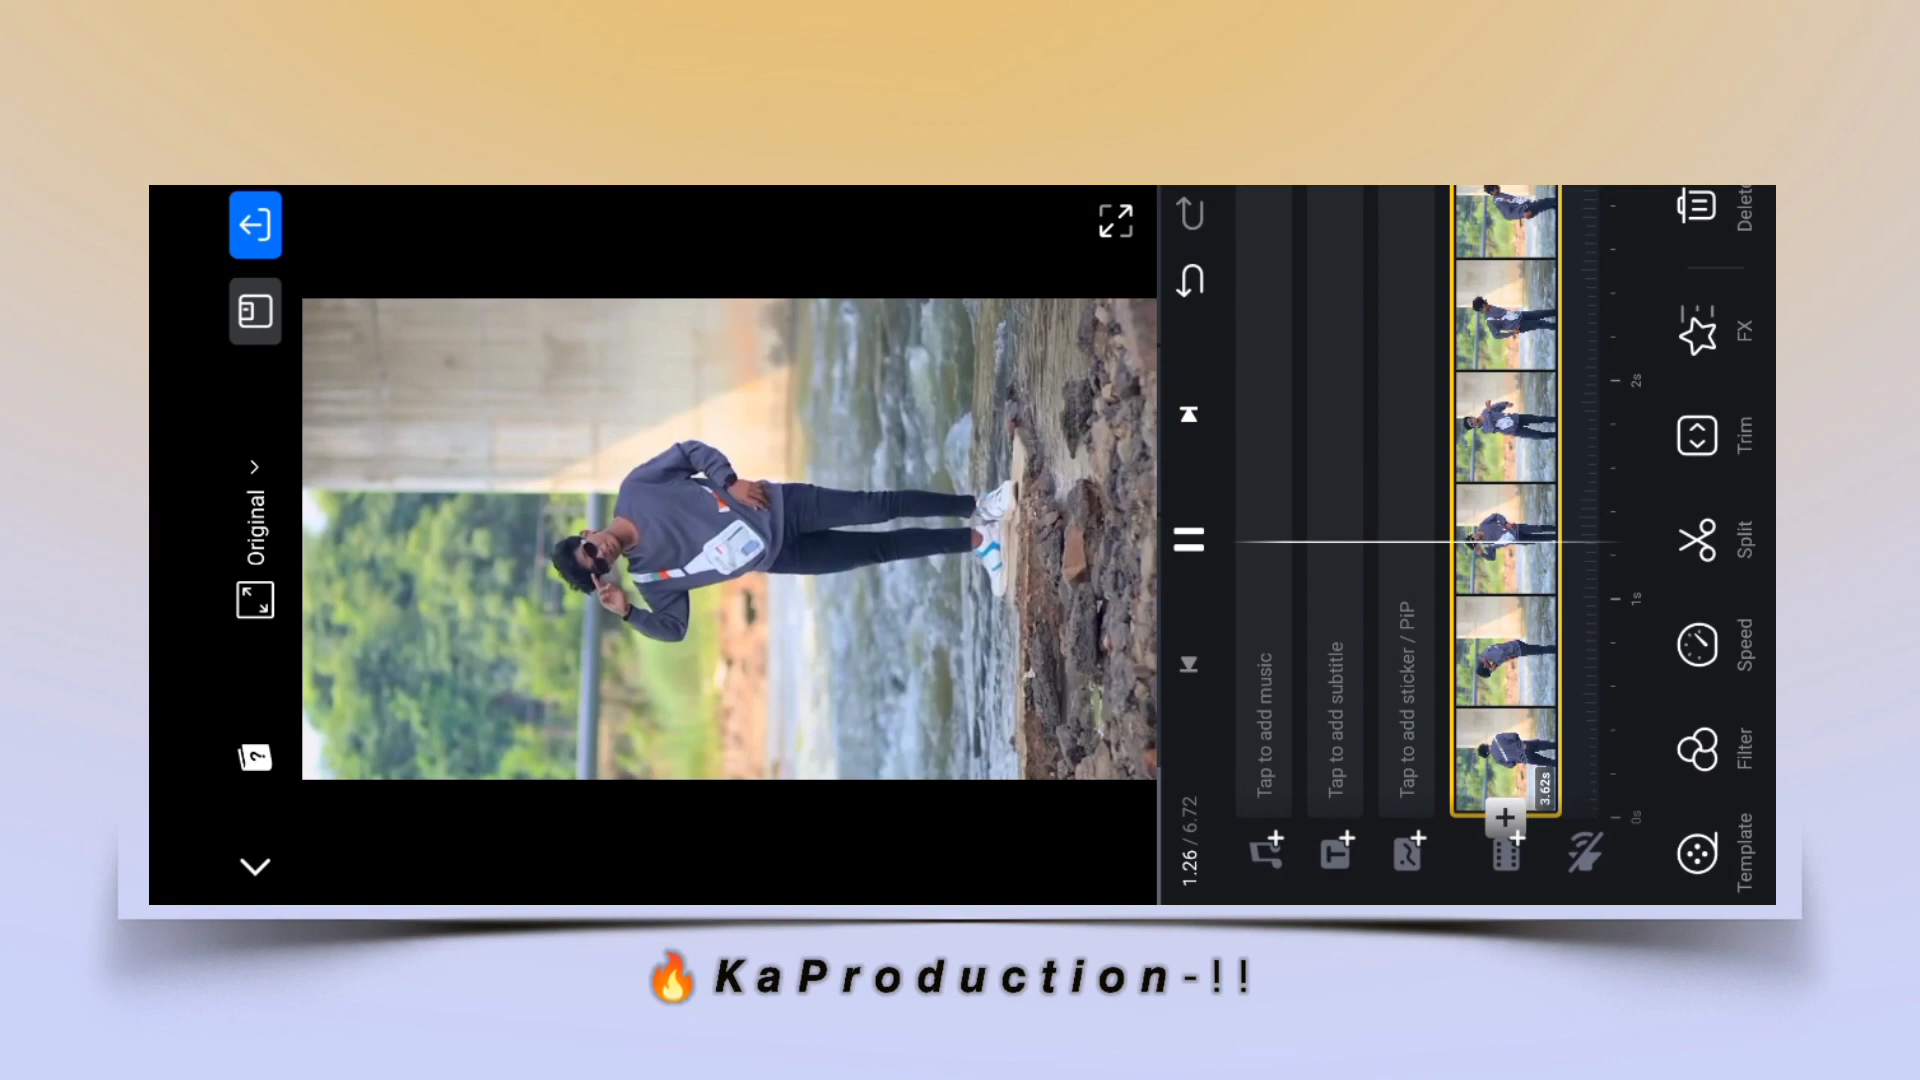 Original
1.26 / 6.72
Tap to add music
Tap to add subtitle
Tap to add sticker / PiP
3.62s
0s
1s
2s
Template
Filter
Speed
Split
Trim
FX
Delete
🔥 KaProduction-!!